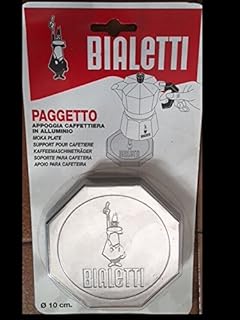 BIALETTI
PAGGETTO
APPOGGIA CAFFETTIERA
IN ALLUMINIO
MOKA PLATE
SUPPORT POUR CAFETIERE
KAFFEEMASCHINETRÄGER
SOPORTE PARA CAFETERA
APOIO PARA CAFETEIRA
BIALETTI
Ø 10 cm.